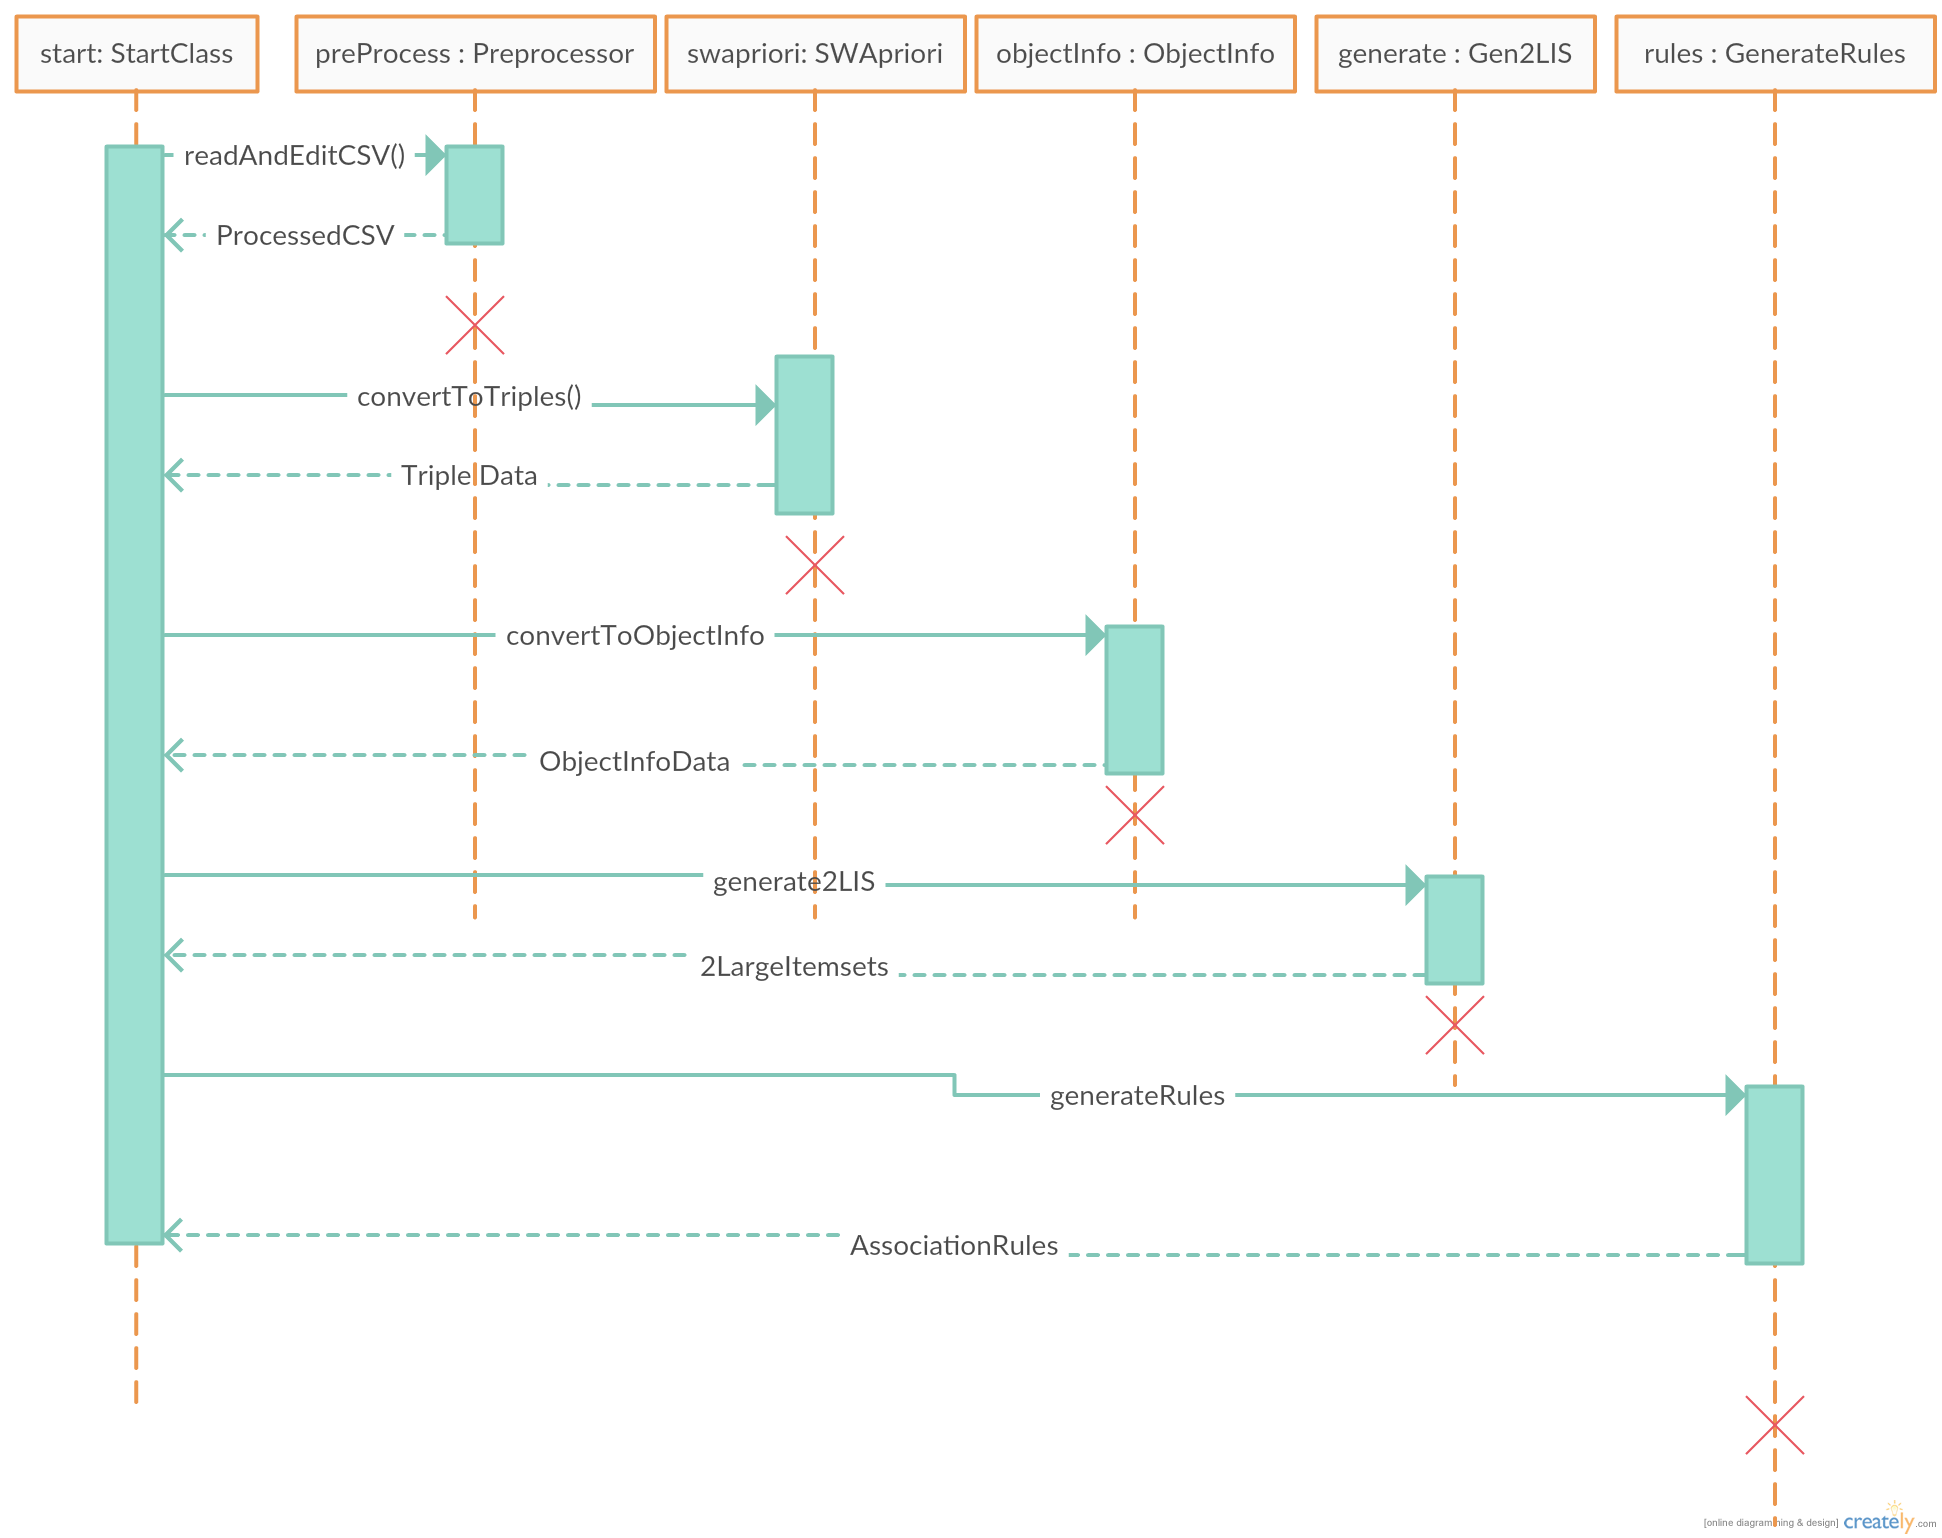 start: StartClass
preProcess : Preprocessor
swapriori: SWApriori
objectInfo : ObjectInfo
generate : Gen2LIS
rules : GenerateRules
readAndEditCSV()
ProcessedCSV
convertToTriples()
Triple Data
convertToObjectInfo
ObjectInfoData
generate2LIS
2LargeItemsets
generateRules
AssociationRules
[online diagramming & design] creately.com